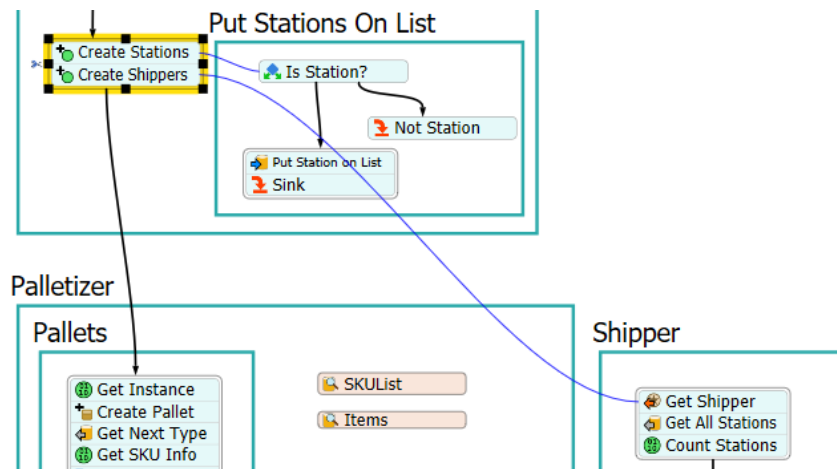 Put Stations On List
Create Stations
Create Shippers
Is Station?
Not Station
Put Station on List
Sink
Palletizer
Pallets
Shipper
Get Instance
Create Pallet
Get Next Type
Get SKU Info
SKUList
Items
Get Shipper
Get All Stations
Count Stations